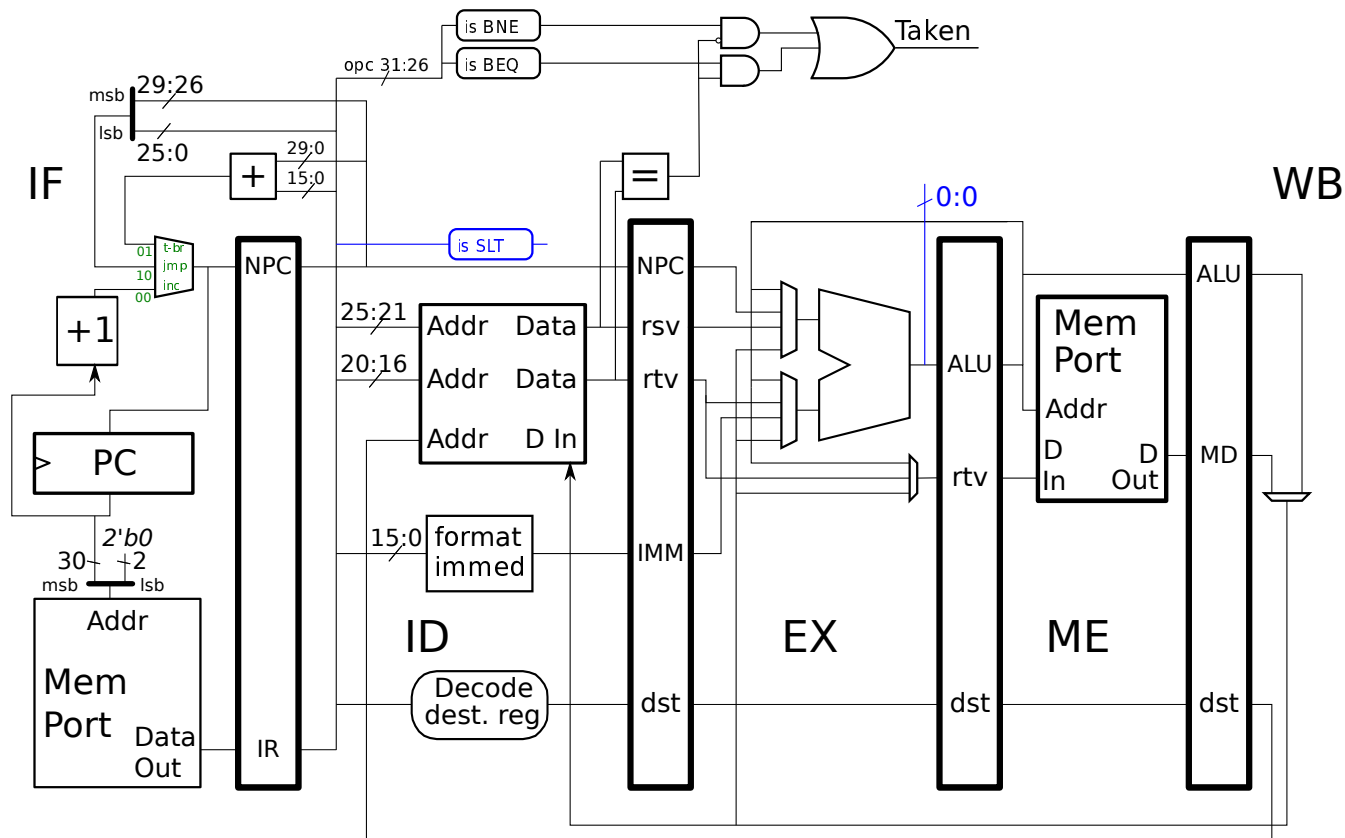 is BNE
Taken
opc 31:26
is BEQ
29:26
msb
lsb
25:0
29:0
15:0
+
=
IF
WB
0:0
is SLT
01
t-br
10
jmp
00
inc
NPC
NPC
ALU
+1
25:21
Addr
Data
rsv
Mem
Port
20:16
Addr
Data
rtv
ALU
Addr
Addr
D In
PC
D
In
D
Out
MD
rtv
2'b0
30
2
msb
lsb
15:0
format
immed
IMM
Addr
ID
EX
ME
Mem
Port
Decode
dest. reg
dst
dst
dst
Data
Out
IR